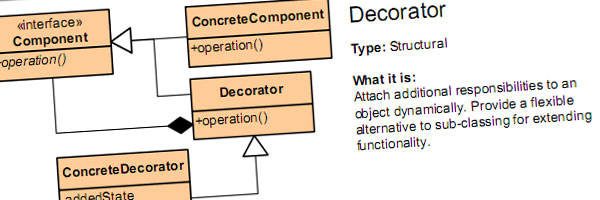 «interface»
Component
operation()
ConcreteComponent
+operation()
Decorator
+operation()
ConcreteDecorator
addedState
Decorator
Type: Structural
What it is:
Attach additional responsibilities to an
object dynamically. Provide a flexible
alternative to sub-classing for extending
functionality.